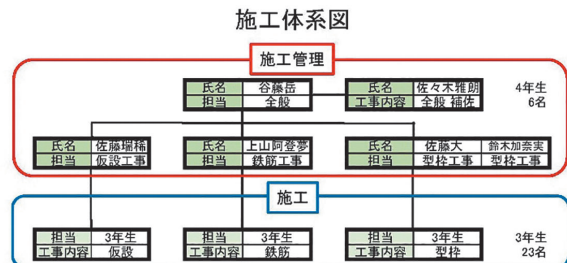 施工体系図
施工管理
氏名 谷藤岳 氏名 佐々木雅朗 4年生
担当 全般 工事内容 全般 補佐 6名
氏名 佐藤瑞稀 氏名 上山阿登夢 氏名 佐藤大 鈴木加奈実
担当 仮設工事 担当 鉄筋工事 担当 型枠工事 型枠工事
施工
担当 3年生 担当 3年生 担当 3年生 3年生
工事内容 仮設 工事内容 鉄筋 工事内容 型枠 23名